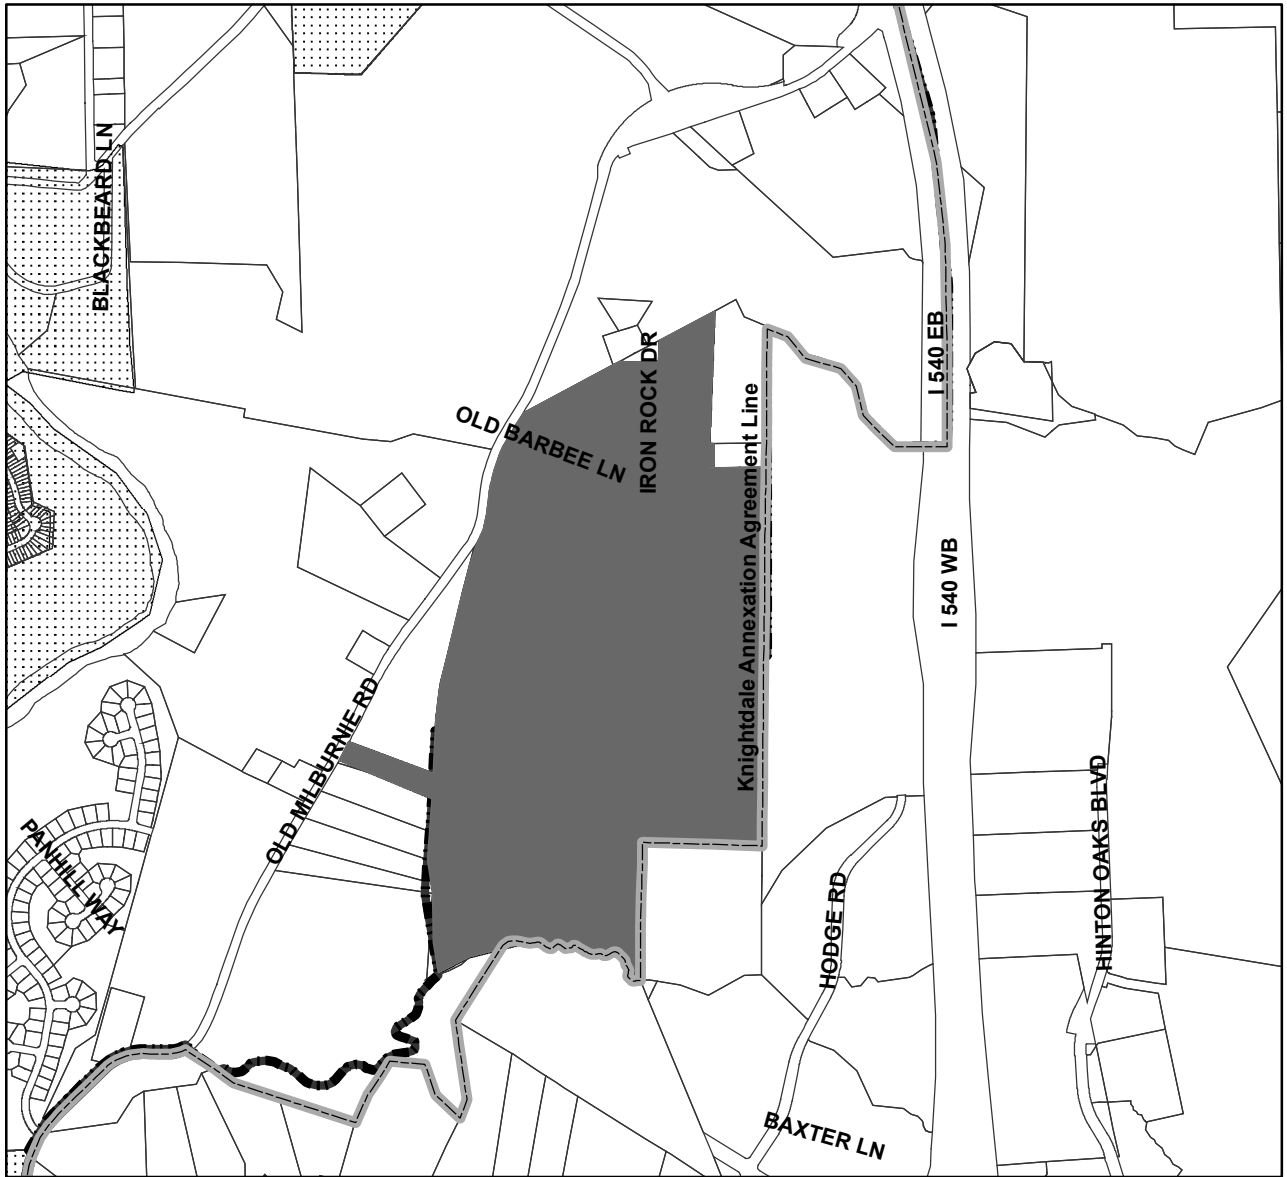 BLACKBEARD LN
I 540 EB
IRON ROCK DR
OLD BARBEE LN
Knightdale Annexation Agreement Line
I 540 WB
OLD MILBURNIE RD
PANHILL WAY
HODGE RD
HINTON OAKS BLVD
BAXTER LN